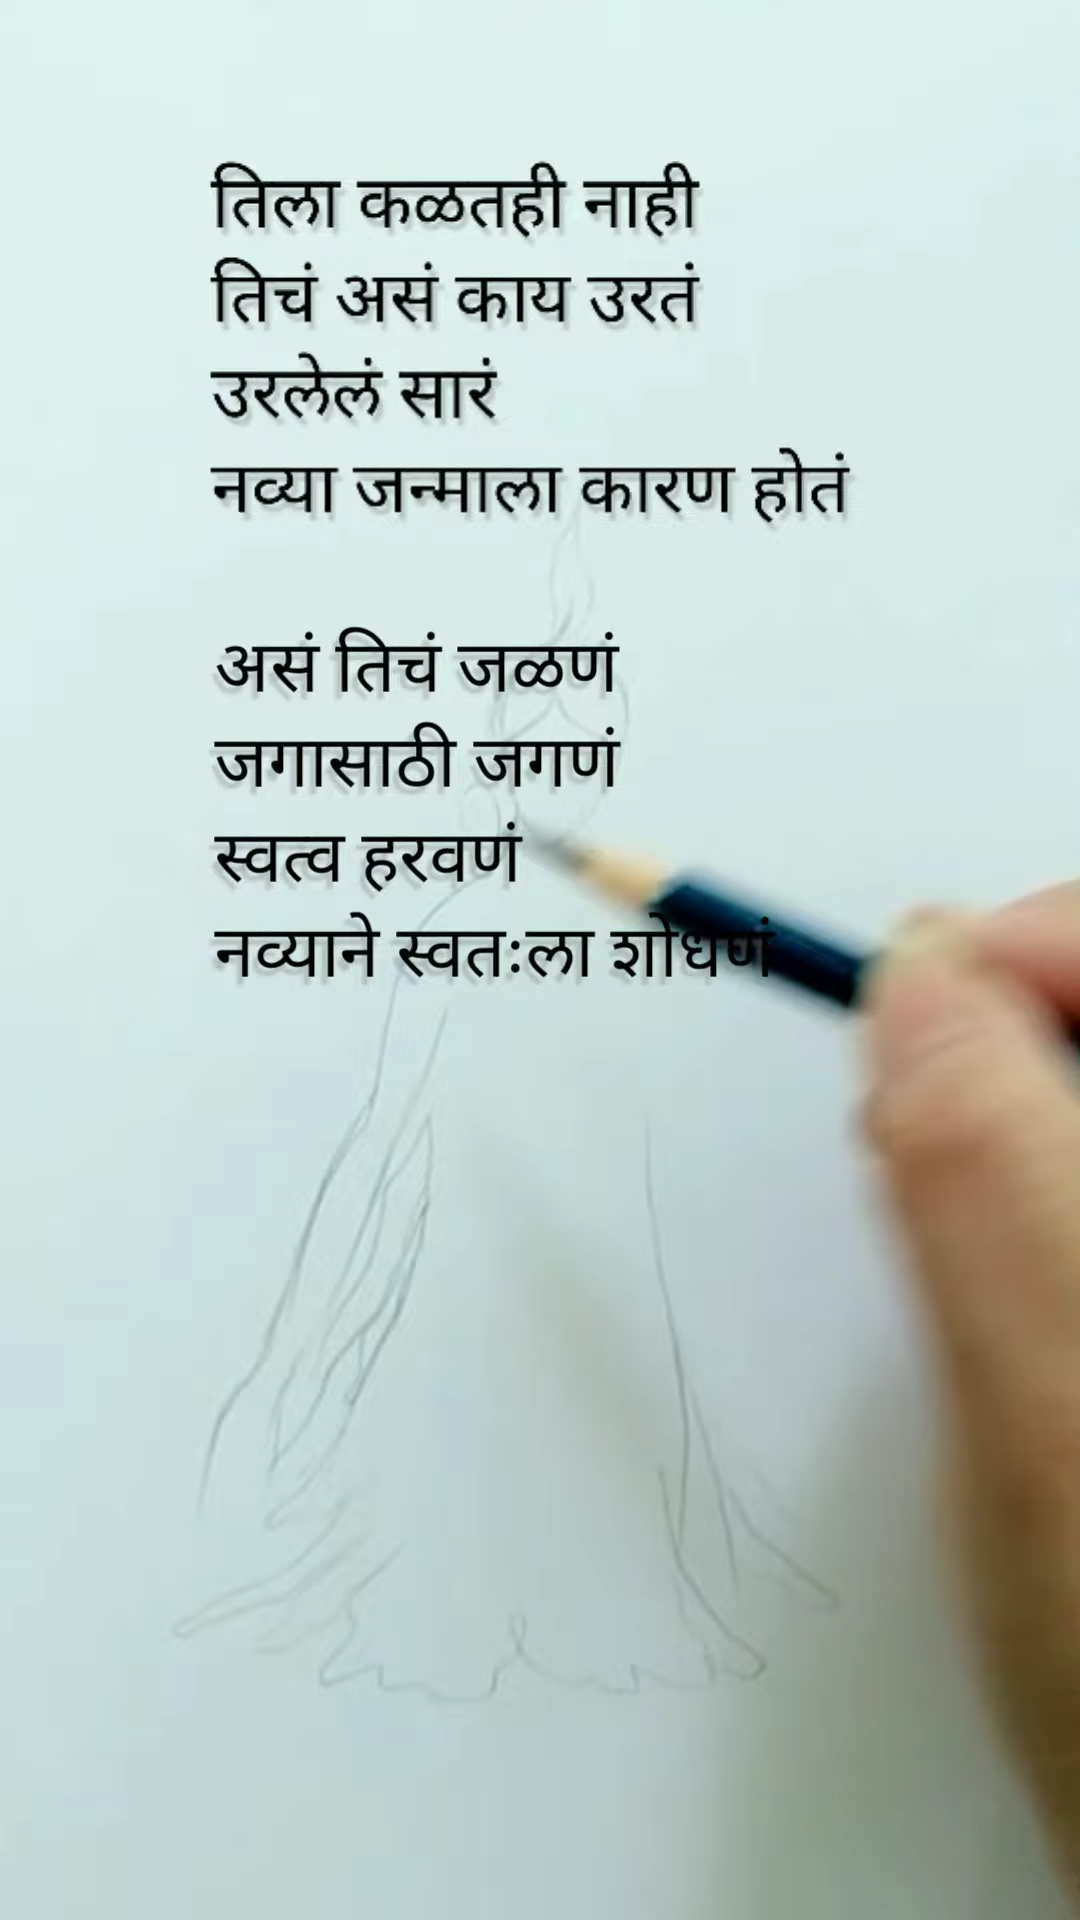 तिला कळतही नाही
तिचं असं काय उरतं
उरलेलं सारं
नव्या जन्माला कारण होतं
असं तिचं जळणं
जगासाठी जगणं
स्वत्व हरवणं
नव्याने स्वतःला शोधणं